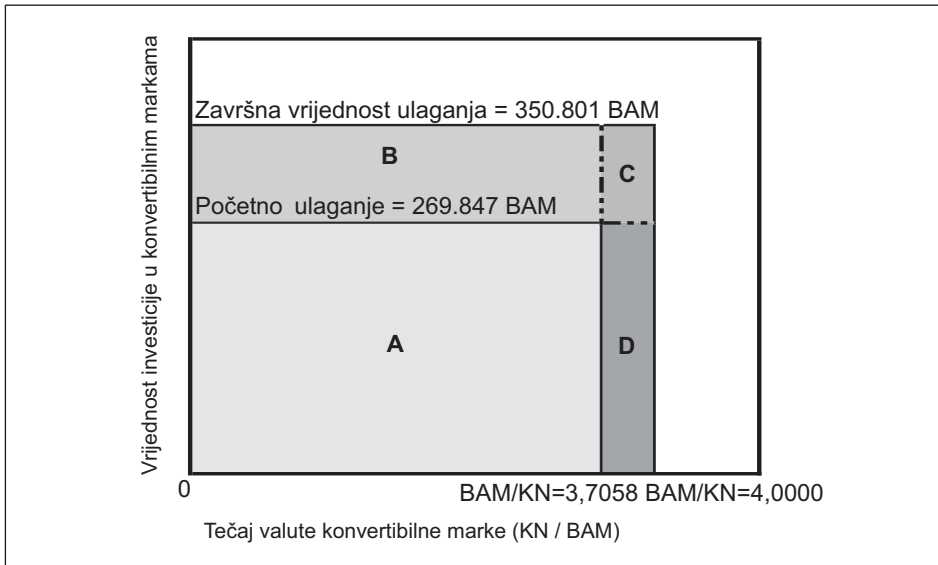 Vrijednost investicije u konvertibilnim markama
Završna vrijednost ulaganja = 350.801 BAM
B
C
Početno ulaganje = 269.847 BAM
A
D
0
BAM/KN=3,7058 BAM/KN=4,0000
Tečaj valute konvertibilne marke (KN / BAM)